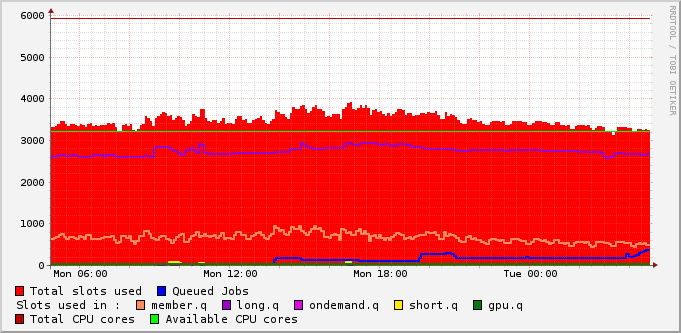 6000
5000
4000
3000
2000
1000
0
Mon 06:00 Mon 12:00 Mon 18:00 Tue 00:00
RRDTOOL / TOBI OETIKER
Total slots used Queued Jobs
Slots used in : member.q long.q ondemand.q short.q gpu.q
Total CPU cores Available CPU cores